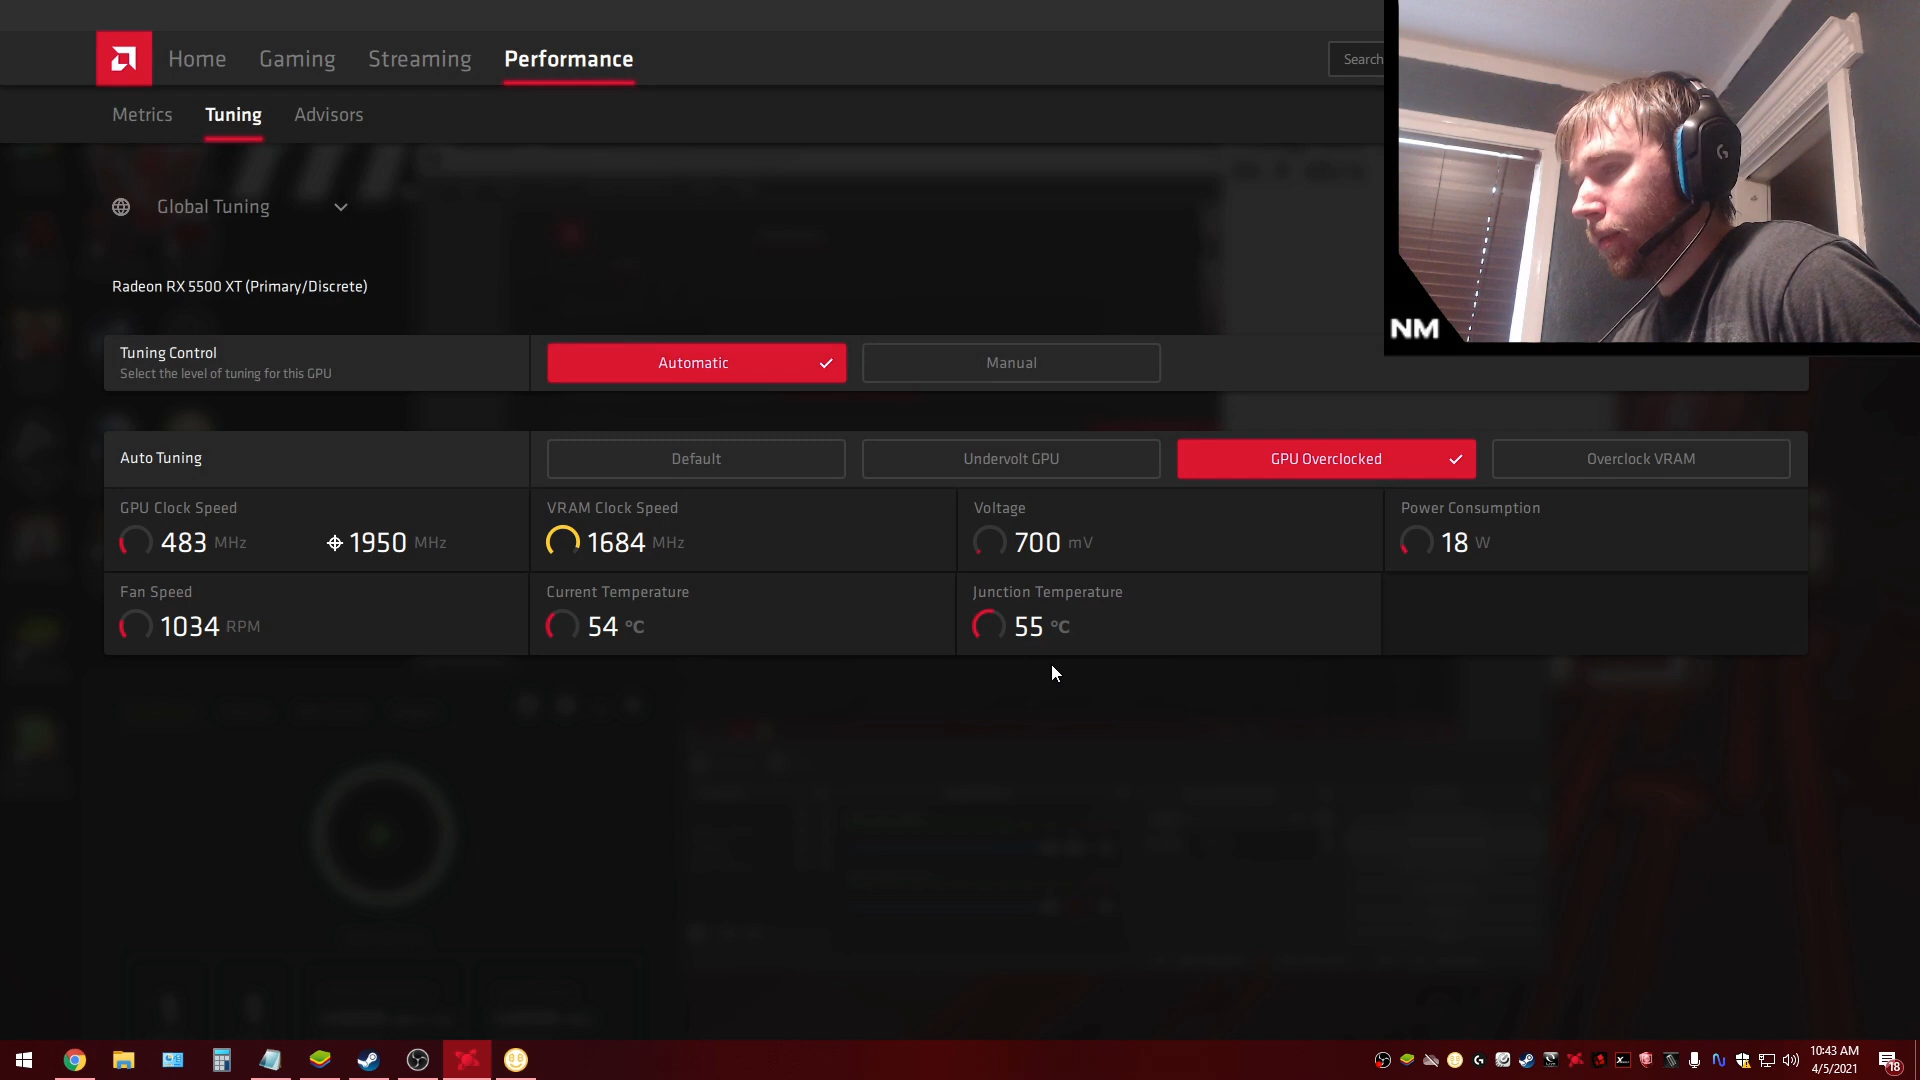 Home Gaming Streaming Performance
Search
Metrics Tuning Advisors
Global Tuning
Radeon RX 5500 XT (Primary/Discrete)
Tuning Control
Select the level of tuning for this GPU
Automatic
Manual
NM
Auto Tuning
Default
Undervolt GPU
GPU Overclocked
Overclock VRAM
GPU Clock Speed
483 MHz
1950 MHz
VRAM Clock Speed
1684 MHz
Voltage
700 mV
Power Consumption
18 W
Fan Speed
1034 RPM
Current Temperature
54 °C
Junction Temperature
55 °C
10:43 AM
4/5/2021
18